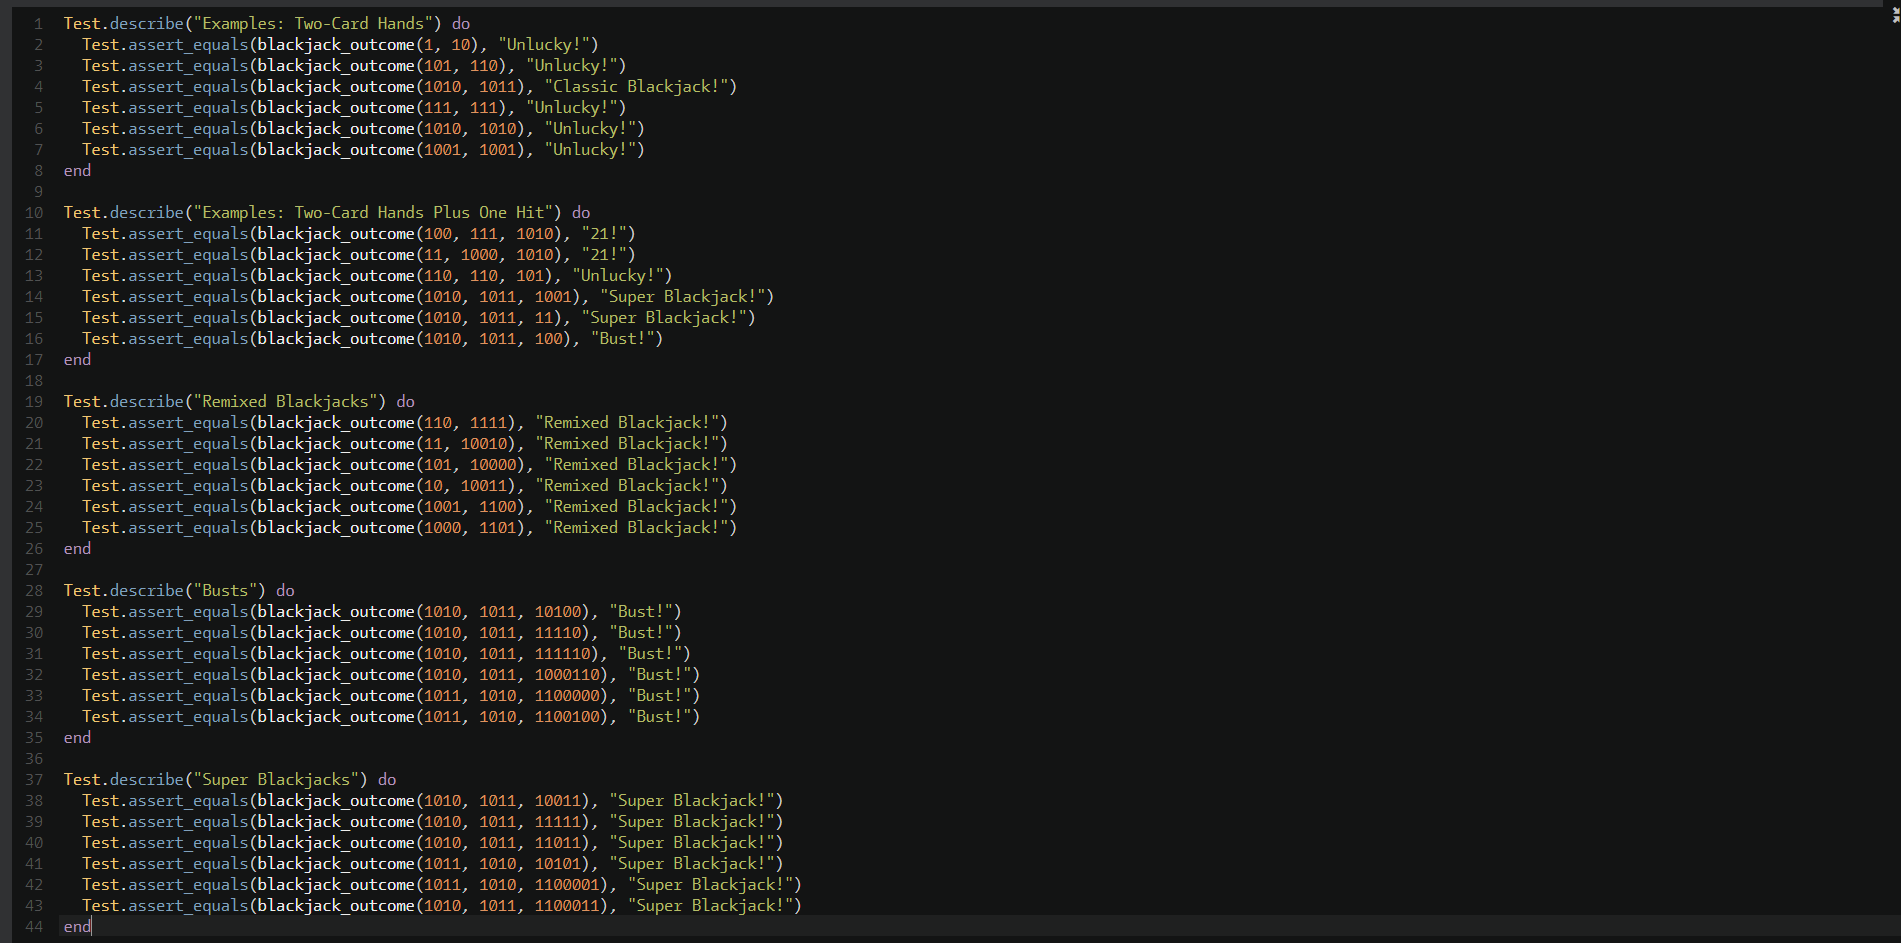 1 Test.describe("Examples: Two-Card Hands") do
2 Test.assert_equals(blackjack_outcome(1, 10), "Unlucky!")
3 Test.assert_equals(blackjack_outcome(101, 110), "Unlucky!")
4 Test.assert_equals(blackjack_outcome(1010, 1011), "Classic Blackjack!")
5 Test.assert_equals(blackjack_outcome(111, 111), "Unlucky!")
6 Test.assert_equals(blackjack_outcome(1010, 1010), "Unlucky!")
7 Test.assert_equals(blackjack_outcome(1001, 1001), "Unlucky!")
8 end
9
10 Test.describe("Examples: Two-Card Hands Plus One Hit") do
11 Test.assert_equals(blackjack_outcome(100, 111, 1010), "21!")
12 Test.assert_equals(blackjack_outcome(11, 1000, 1010), "21!")
13 Test.assert_equals(blackjack_outcome(110, 110, 101), "Unlucky!")
14 Test.assert_equals(blackjack_outcome(1010, 1011, 1001), "Super Blackjack!")
15 Test.assert_equals(blackjack_outcome(1010, 1011, 11), "Super Blackjack!")
16 Test.assert_equals(blackjack_outcome(1010, 1011, 100), "Bust!")
17 end
18
19 Test.describe("Remixed Blackjacks") do
20 Test.assert_equals(blackjack_outcome(110, 1111), "Remixed Blackjack!")
21 Test.assert_equals(blackjack_outcome(11, 10010), "Remixed Blackjack!")
22 Test.assert_equals(blackjack_outcome(101, 10000), "Remixed Blackjack!")
23 Test.assert_equals(blackjack_outcome(10, 10011), "Remixed Blackjack!")
24 Test.assert_equals(blackjack_outcome(1001, 1100), "Remixed Blackjack!")
25 Test.assert_equals(blackjack_outcome(1000, 1101), "Remixed Blackjack!")
26 end
27
28 Test.describe("Busts") do
29 Test.assert_equals(blackjack_outcome(1010, 1011, 10100), "Bust!")
30 Test.assert_equals(blackjack_outcome(1010, 1011, 11110), "Bust!")
31 Test.assert_equals(blackjack_outcome(1010, 1011, 111110), "Bust!")
32 Test.assert_equals(blackjack_outcome(1010, 1011, 1000110), "Bust!")
33 Test.assert_equals(blackjack_outcome(1011, 1010, 1100000), "Bust!")
34 Test.assert_equals(blackjack_outcome(1011, 1010, 1100100), "Bust!")
35 end
36
37 Test.describe("Super Blackjacks") do
38 Test.assert_equals(blackjack_outcome(1010, 1011, 10011), "Super Blackjack!")
39 Test.assert_equals(blackjack_outcome(1010, 1011, 11111), "Super Blackjack!")
40 Test.assert_equals(blackjack_outcome(1010, 1011, 11011), "Super Blackjack!")
41 Test.assert_equals(blackjack_outcome(1011, 1010, 10101), "Super Blackjack!")
42 Test.assert_equals(blackjack_outcome(1011, 1010, 1100001), "Super Blackjack!")
43 Test.assert_equals(blackjack_outcome(1010, 1011, 1100011), "Super Blackjack!")
44 end